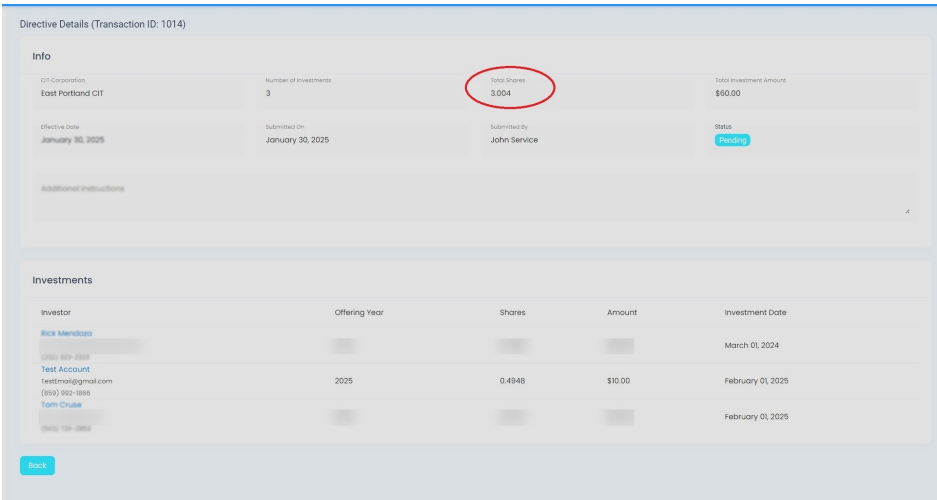 Directive Details (Transaction ID: 1014)
Info
CIT Corporation
Number of Investments
Total Shares
Total Investment Amount
East Portland CIT
3
3.004
$60.00
Effective Date
Submitted On
Submitted By
Status
January 30, 2025
January 30, 2025
John Service
Pending
Additional instructions
Investments
Investor
Offering Year
Shares
Amount
Investment Date
Rick Mendoza
March 01, 2024
Test Account
TestEmail@gmail.com
2025
0.4948
$10.00
February 01, 2025
(859) 992-1866
Tom Cruse
February 01, 2025
Back